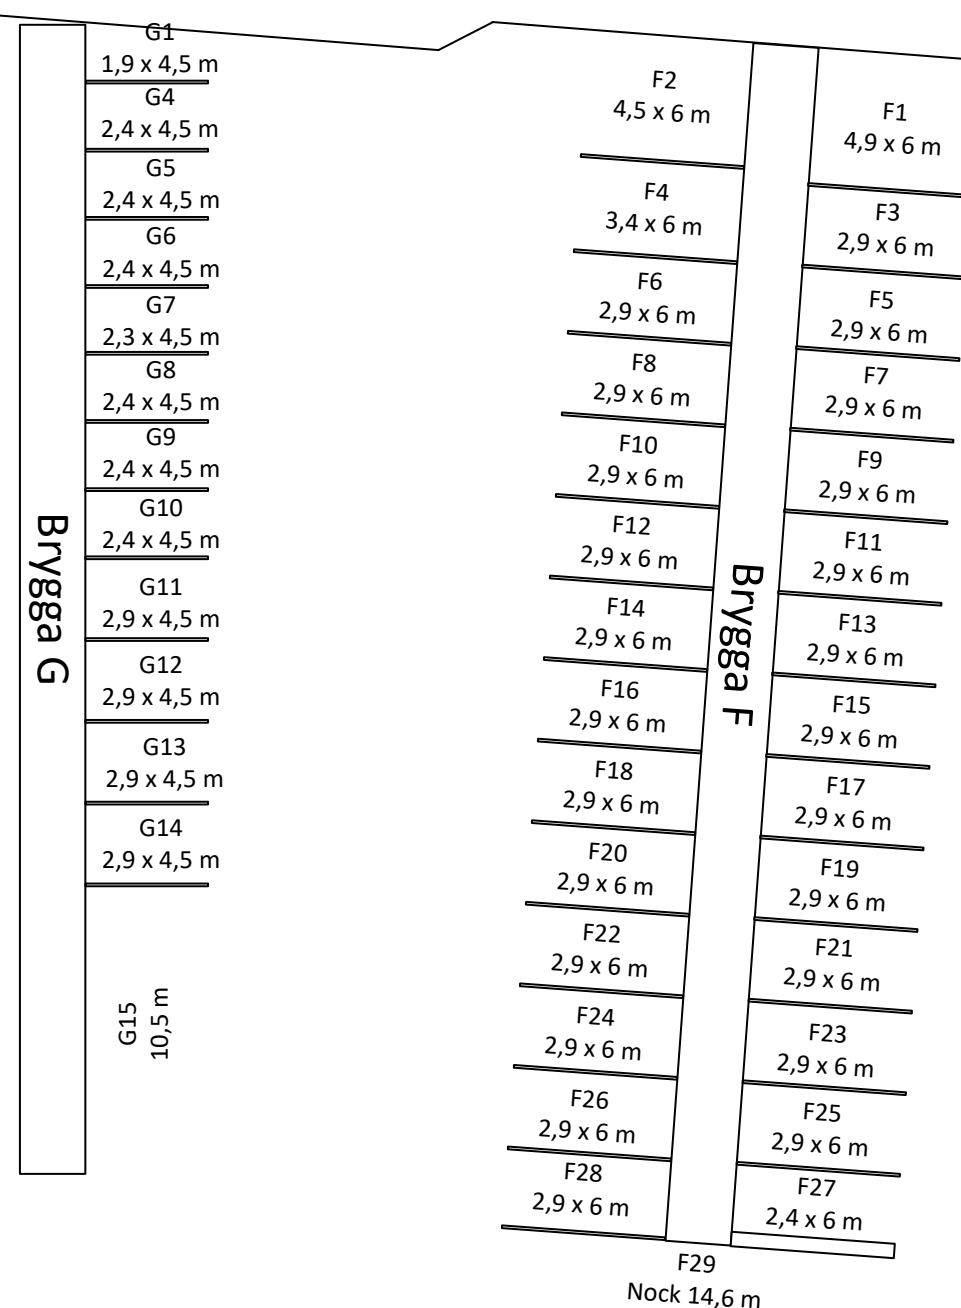 G1
1,9 x 4,5 m
G4
2,4 x 4,5 m
G5
2,4 x 4,5 m
G6
2,4 x 4,5 m
G7
2,3 x 4,5 m
G8
2,4 x 4,5 m
G9
2,4 x 4,5 m
G10
2,4 x 4,5 m
G11
2,9 x 4,5 m
G12
2,9 x 4,5 m
G13
2,9 x 4,5 m
G14
2,9 x 4,5 m
G15
10,5 m
Brygga G
F2
4,5 x 6 m
F4
3,4 x 6 m
F6
2,9 x 6 m
F8
2,9 x 6 m
F10
2,9 x 6 m
F12
2,9 x 6 m
F14
2,9 x 6 m
F16
2,9 x 6 m
F18
2,9 x 6 m
F20
2,9 x 6 m
F22
2,9 x 6 m
F24
2,9 x 6 m
F26
2,9 x 6 m
F28
2,9 x 6 m
Brygga F
F1
4,9 x 6 m
F3
2,9 x 6 m
F5
2,9 x 6 m
F7
2,9 x 6 m
F9
2,9 x 6 m
F11
2,9 x 6 m
F13
2,9 x 6 m
F15
2,9 x 6 m
F17
2,9 x 6 m
F19
2,9 x 6 m
F21
2,9 x 6 m
F23
2,9 x 6 m
F25
2,9 x 6 m
F27
2,4 x 6 m
F29
Nock 14,6 m